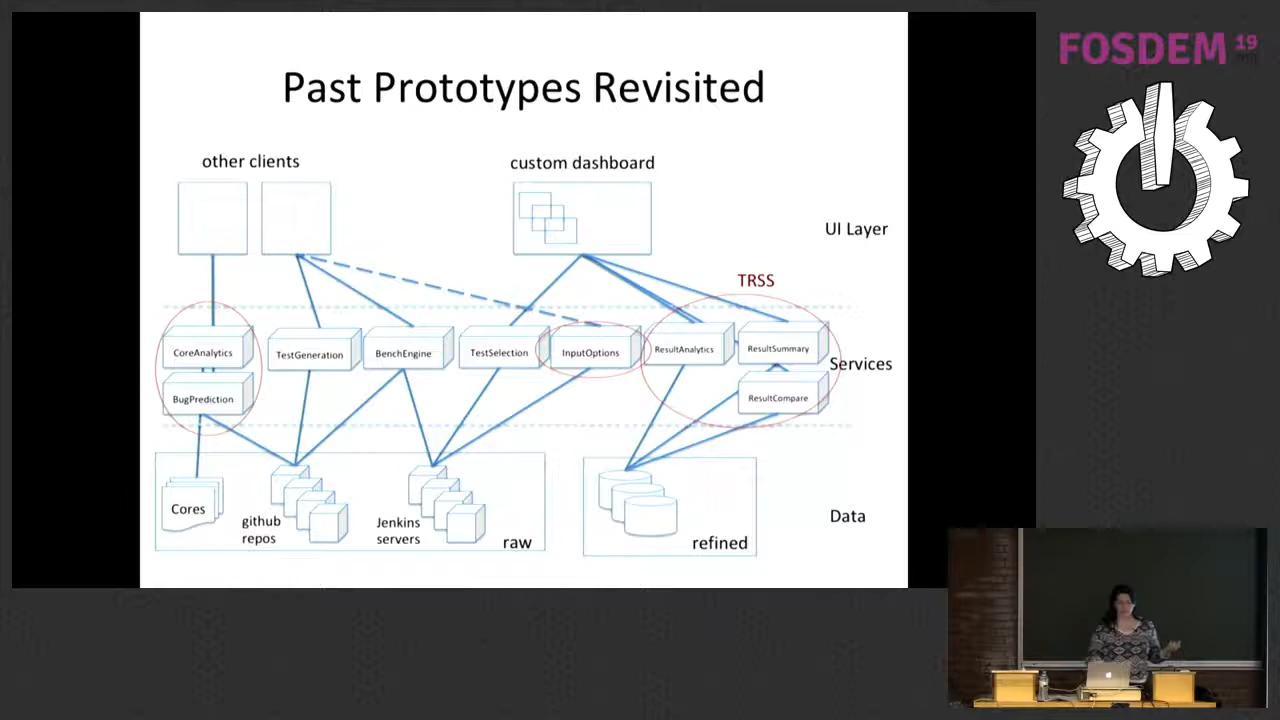 FOSDEM 19
Past Prototypes Revisited
other clients
custom dashboard
UI Layer
TRSS
CoreAnalytics
TestGeneration
BenchEngine
TestSelection
InputOptions
ResultAnalytics
ResultSummary
Services
BugPrediction
ResultCompare
Cores
github
repos
Jenkins
servers
raw
refined
Data